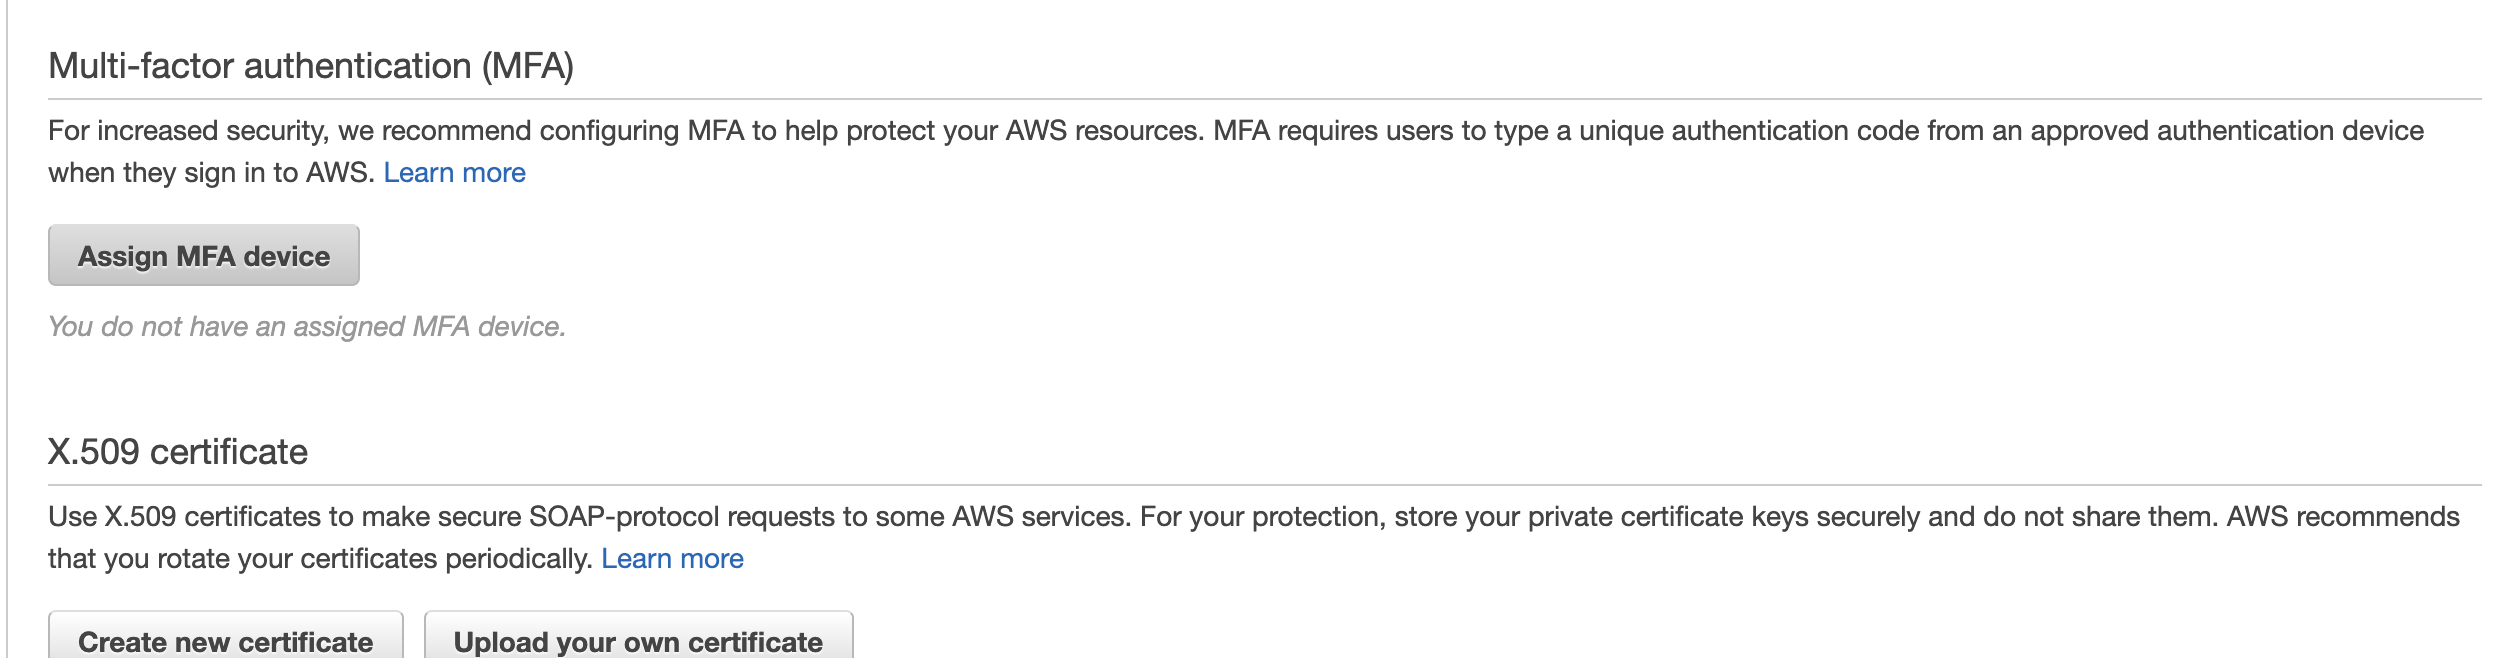 Multi-factor authentication (MFA)
For increased security, we recommend configuring MFA to help protect your AWS resources. MFA requires users to type a unique authentication code from an approved authentication device
when they sign in to AWS. Learn more
Assign MFA device
You do not have an assigned MFA device.
X.509 certificate
Use X.509 certificates to make secure SOAP-protocol requests to some AWS services. For your protection, store your private certificate keys securely and do not share them. AWS recommends
that you rotate your certificates periodically. Learn more
Create new certificate Upload your own certificate